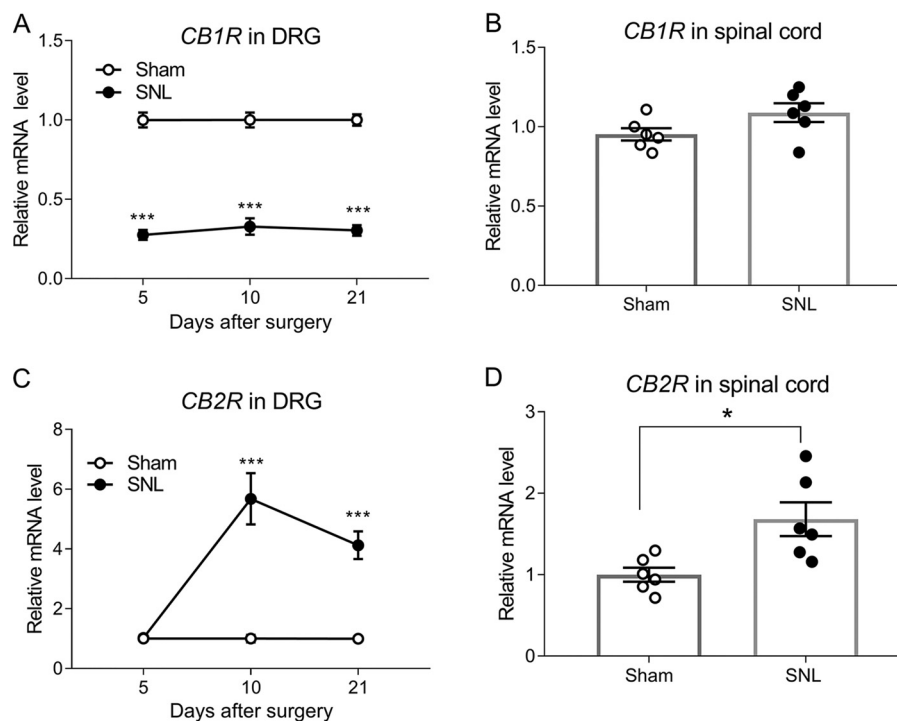 A
CB1R in DRG
Sham
SNL
Relative mRNA level
1.5
1.0
0.5
0.0
*** *** ***
5 10 21
Days after surgery
B
CB1R in spinal cord
Relative mRNA level
1.5
1.0
0.5
0.0
Sham SNL
C
CB2R in DRG
Sham
SNL
Relative mRNA level
8
6
4
2
0
*** ***
5 10 21
Days after surgery
D
CB2R in spinal cord
Relative mRNA level
3
2
1
0
*
Sham SNL